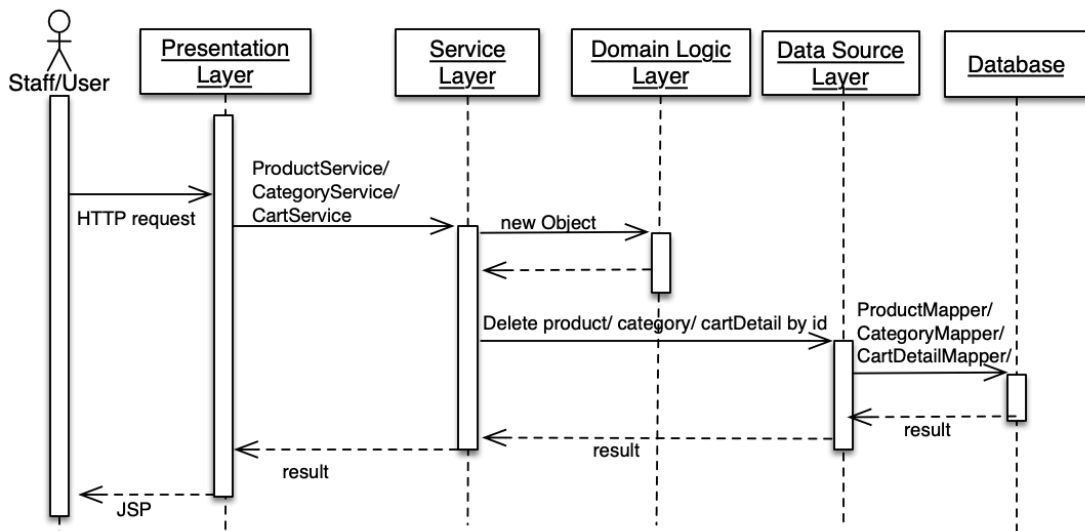 Staff/User
Presentation
Layer
Service
Layer
Domain Logic
Layer
Data Source
Layer
Database
HTTP request
ProductService/
CategoryService/
CartService
new Object
Delete product/ category/ cartDetail by id
ProductMapper/
CategoryMapper/
CartDetailMapper/
result
result
result
JSP